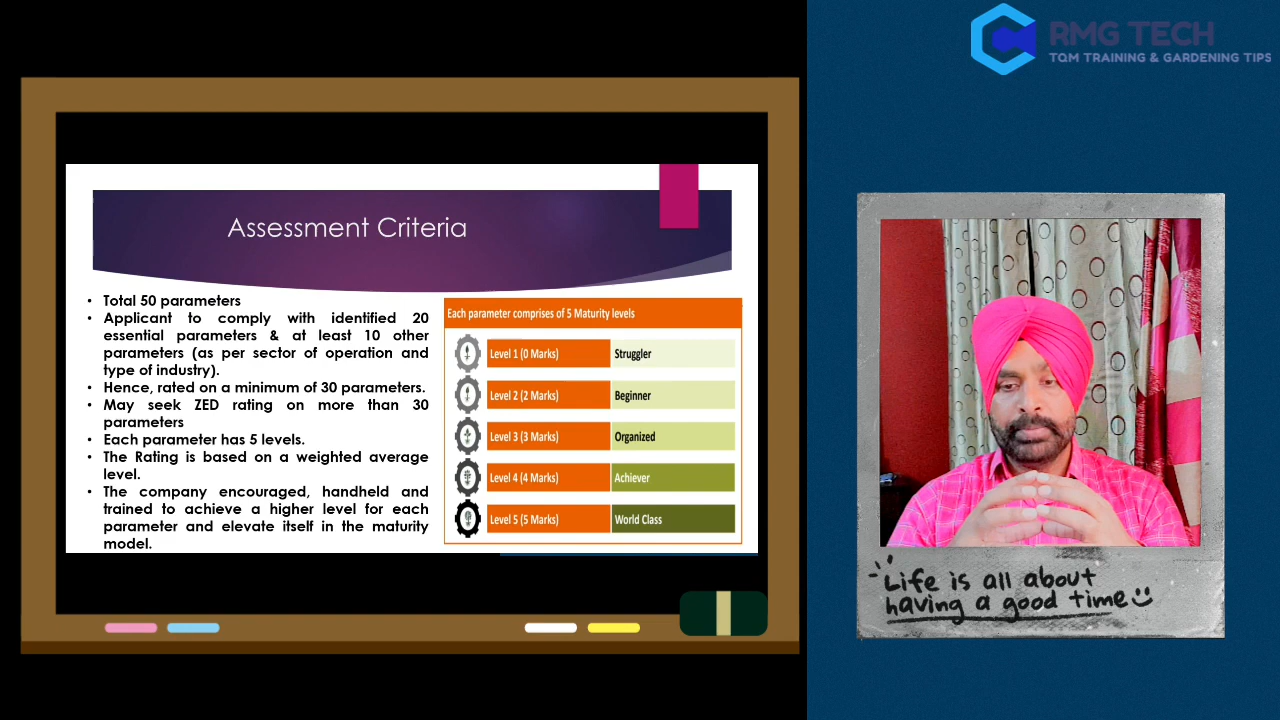 RMG TECH
TQM TRAINING & GARDENING TIPS
Assessment Criteria
• Total 50 parameters
• Applicant to comply with identified 20
essential parameters & at least 10 other
parameters (as per sector of operation and
type of industry).
• Hence, rated on a minimum of 30 parameters.
• May seek ZED rating on more than 30
parameters
• Each parameter has 5 levels.
• The Rating is based on a weighted average
level.
• The company encouraged, handheld and
trained to achieve a higher level for each
parameter and elevate itself in the maturity
model.
Each parameter comprises of 5 Maturity levels
Level 1 (0 Marks) Struggler
Level 2 (2 Marks) Beginner
Level 3 (3 Marks) Organized
Level 4 (4 Marks) Achiever
Level 5 (5 Marks) World Class
Life is all about
having a good time